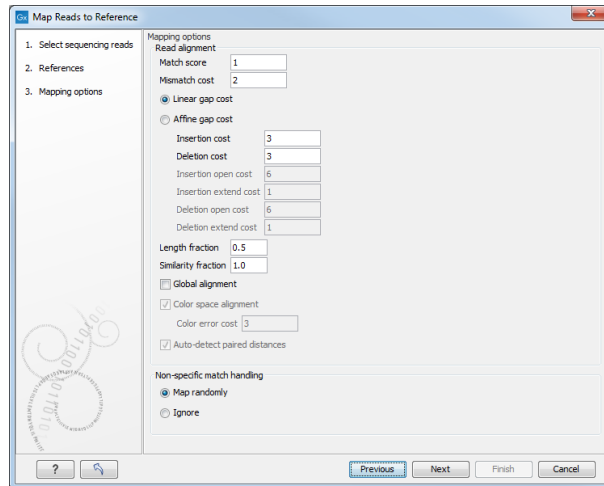 Gx Map Reads to Reference
1. Select sequencing reads
2. References
3. Mapping options
Mapping options
Read alignment
Match score 1
Mismatch cost 2
Linear gap cost
Affine gap cost
Insertion cost 3
Deletion cost 3
Insertion open cost 6
Insertion extend cost 1
Deletion open cost 6
Deletion extend cost 1
Length fraction 0.5
Similarity fraction 1.0
Global alignment
Color space alignment
Color error cost 3
Auto-detect paired distances
Non-specific match handling
Map randomly
Ignore
? Previous Next Finish Cancel